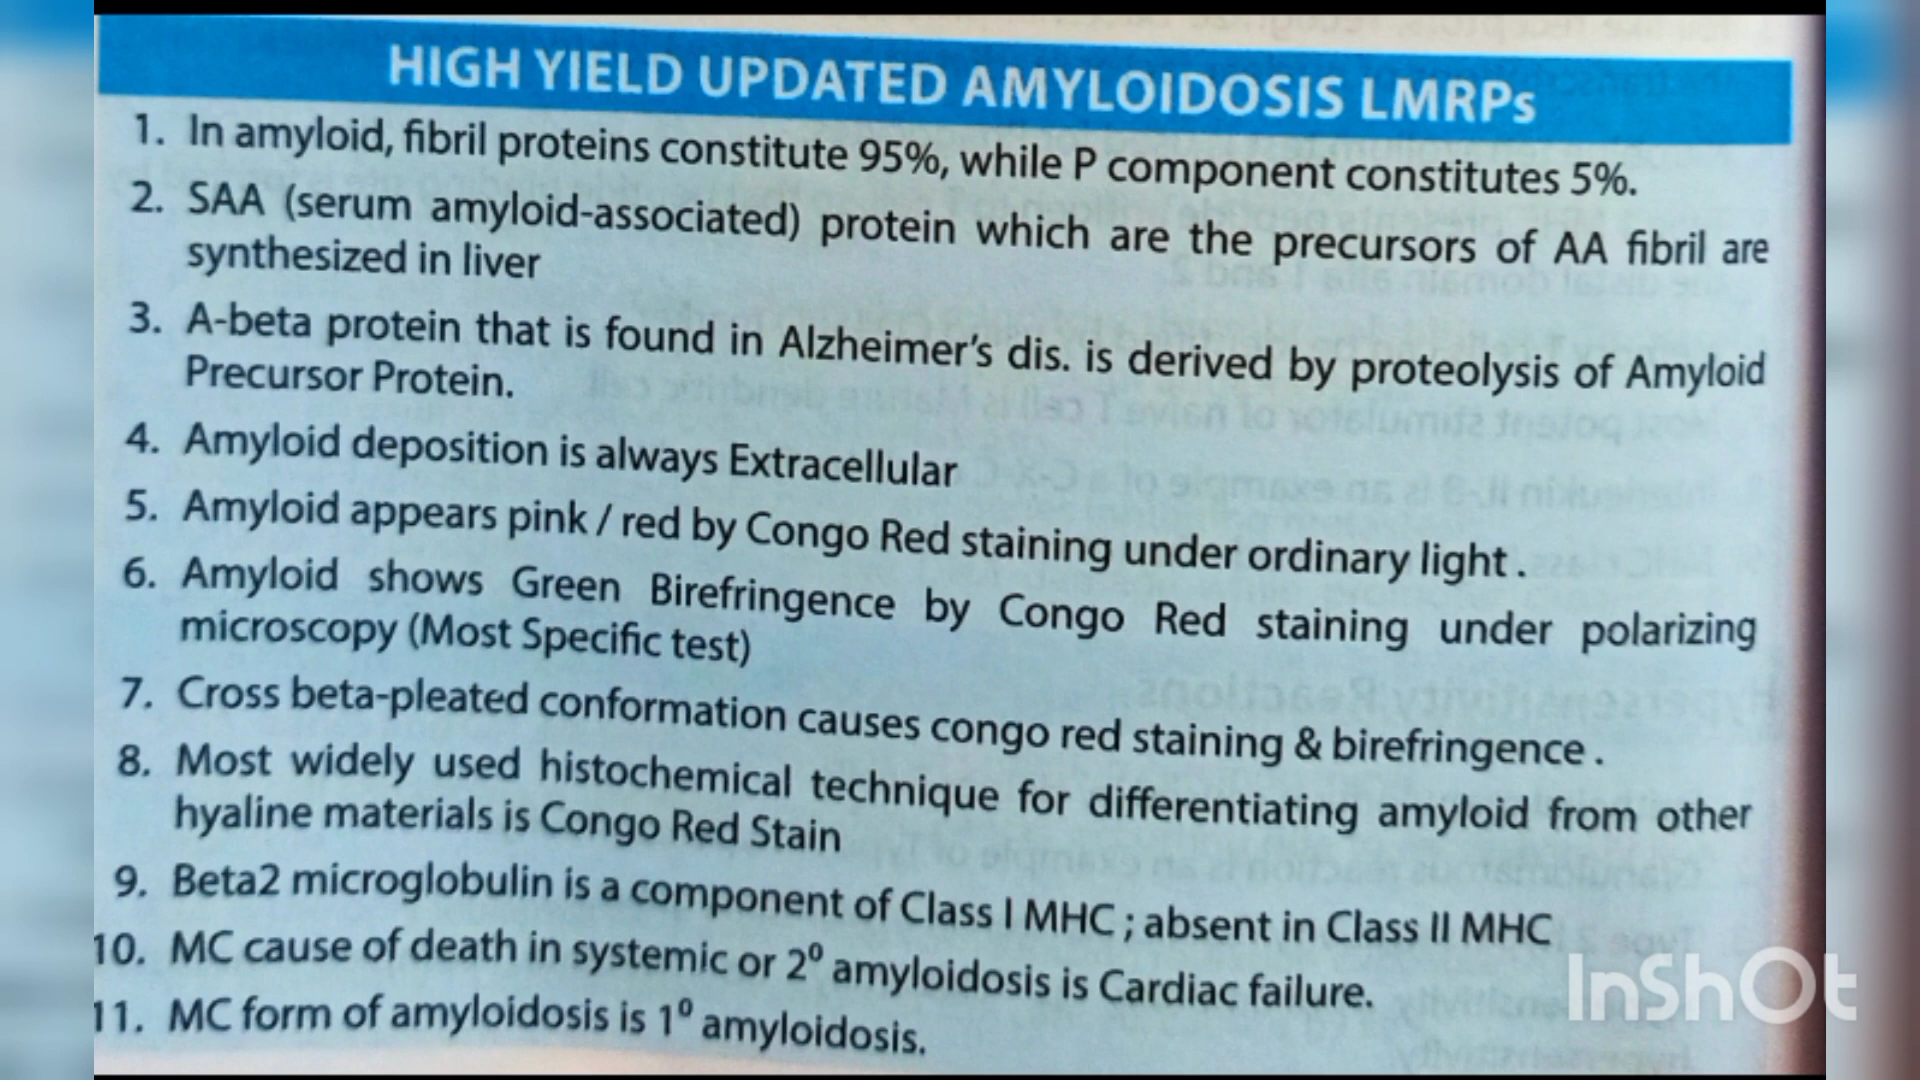 HIGH YIELD UPDATED AMYLOIDOSIS LMRPs
1. In amyloid, fibril proteins constitute 95%, while P component constitutes 5%.
2. SAA (serum amyloid-associated) protein which are the precursors of AA fibril are
synthesized in liver
3. A-beta protein that is found in Alzheimer's dis. is derived by proteolysis of Amyloid
Precursor Protein.
4. Amyloid deposition is always Extracellular
5. Amyloid appears pink / red by Congo Red staining under ordinary light .
6. Amyloid shows Green Birefringence by Congo Red staining under polarizing
microscopy (Most Specific test)
7. Cross beta-pleated conformation causes congo red staining & birefringence .
8. Most widely used histochemical technique for differentiating amyloid from other
hyaline materials is Congo Red Stain
9. Beta2 microglobulin is a component of Class I MHC ; absent in Class II MHC
10. MC cause of death in systemic or 2⁰ amyloidosis is Cardiac failure.
11. MC form of amyloidosis is 1⁰ amyloidosis.
InShOt